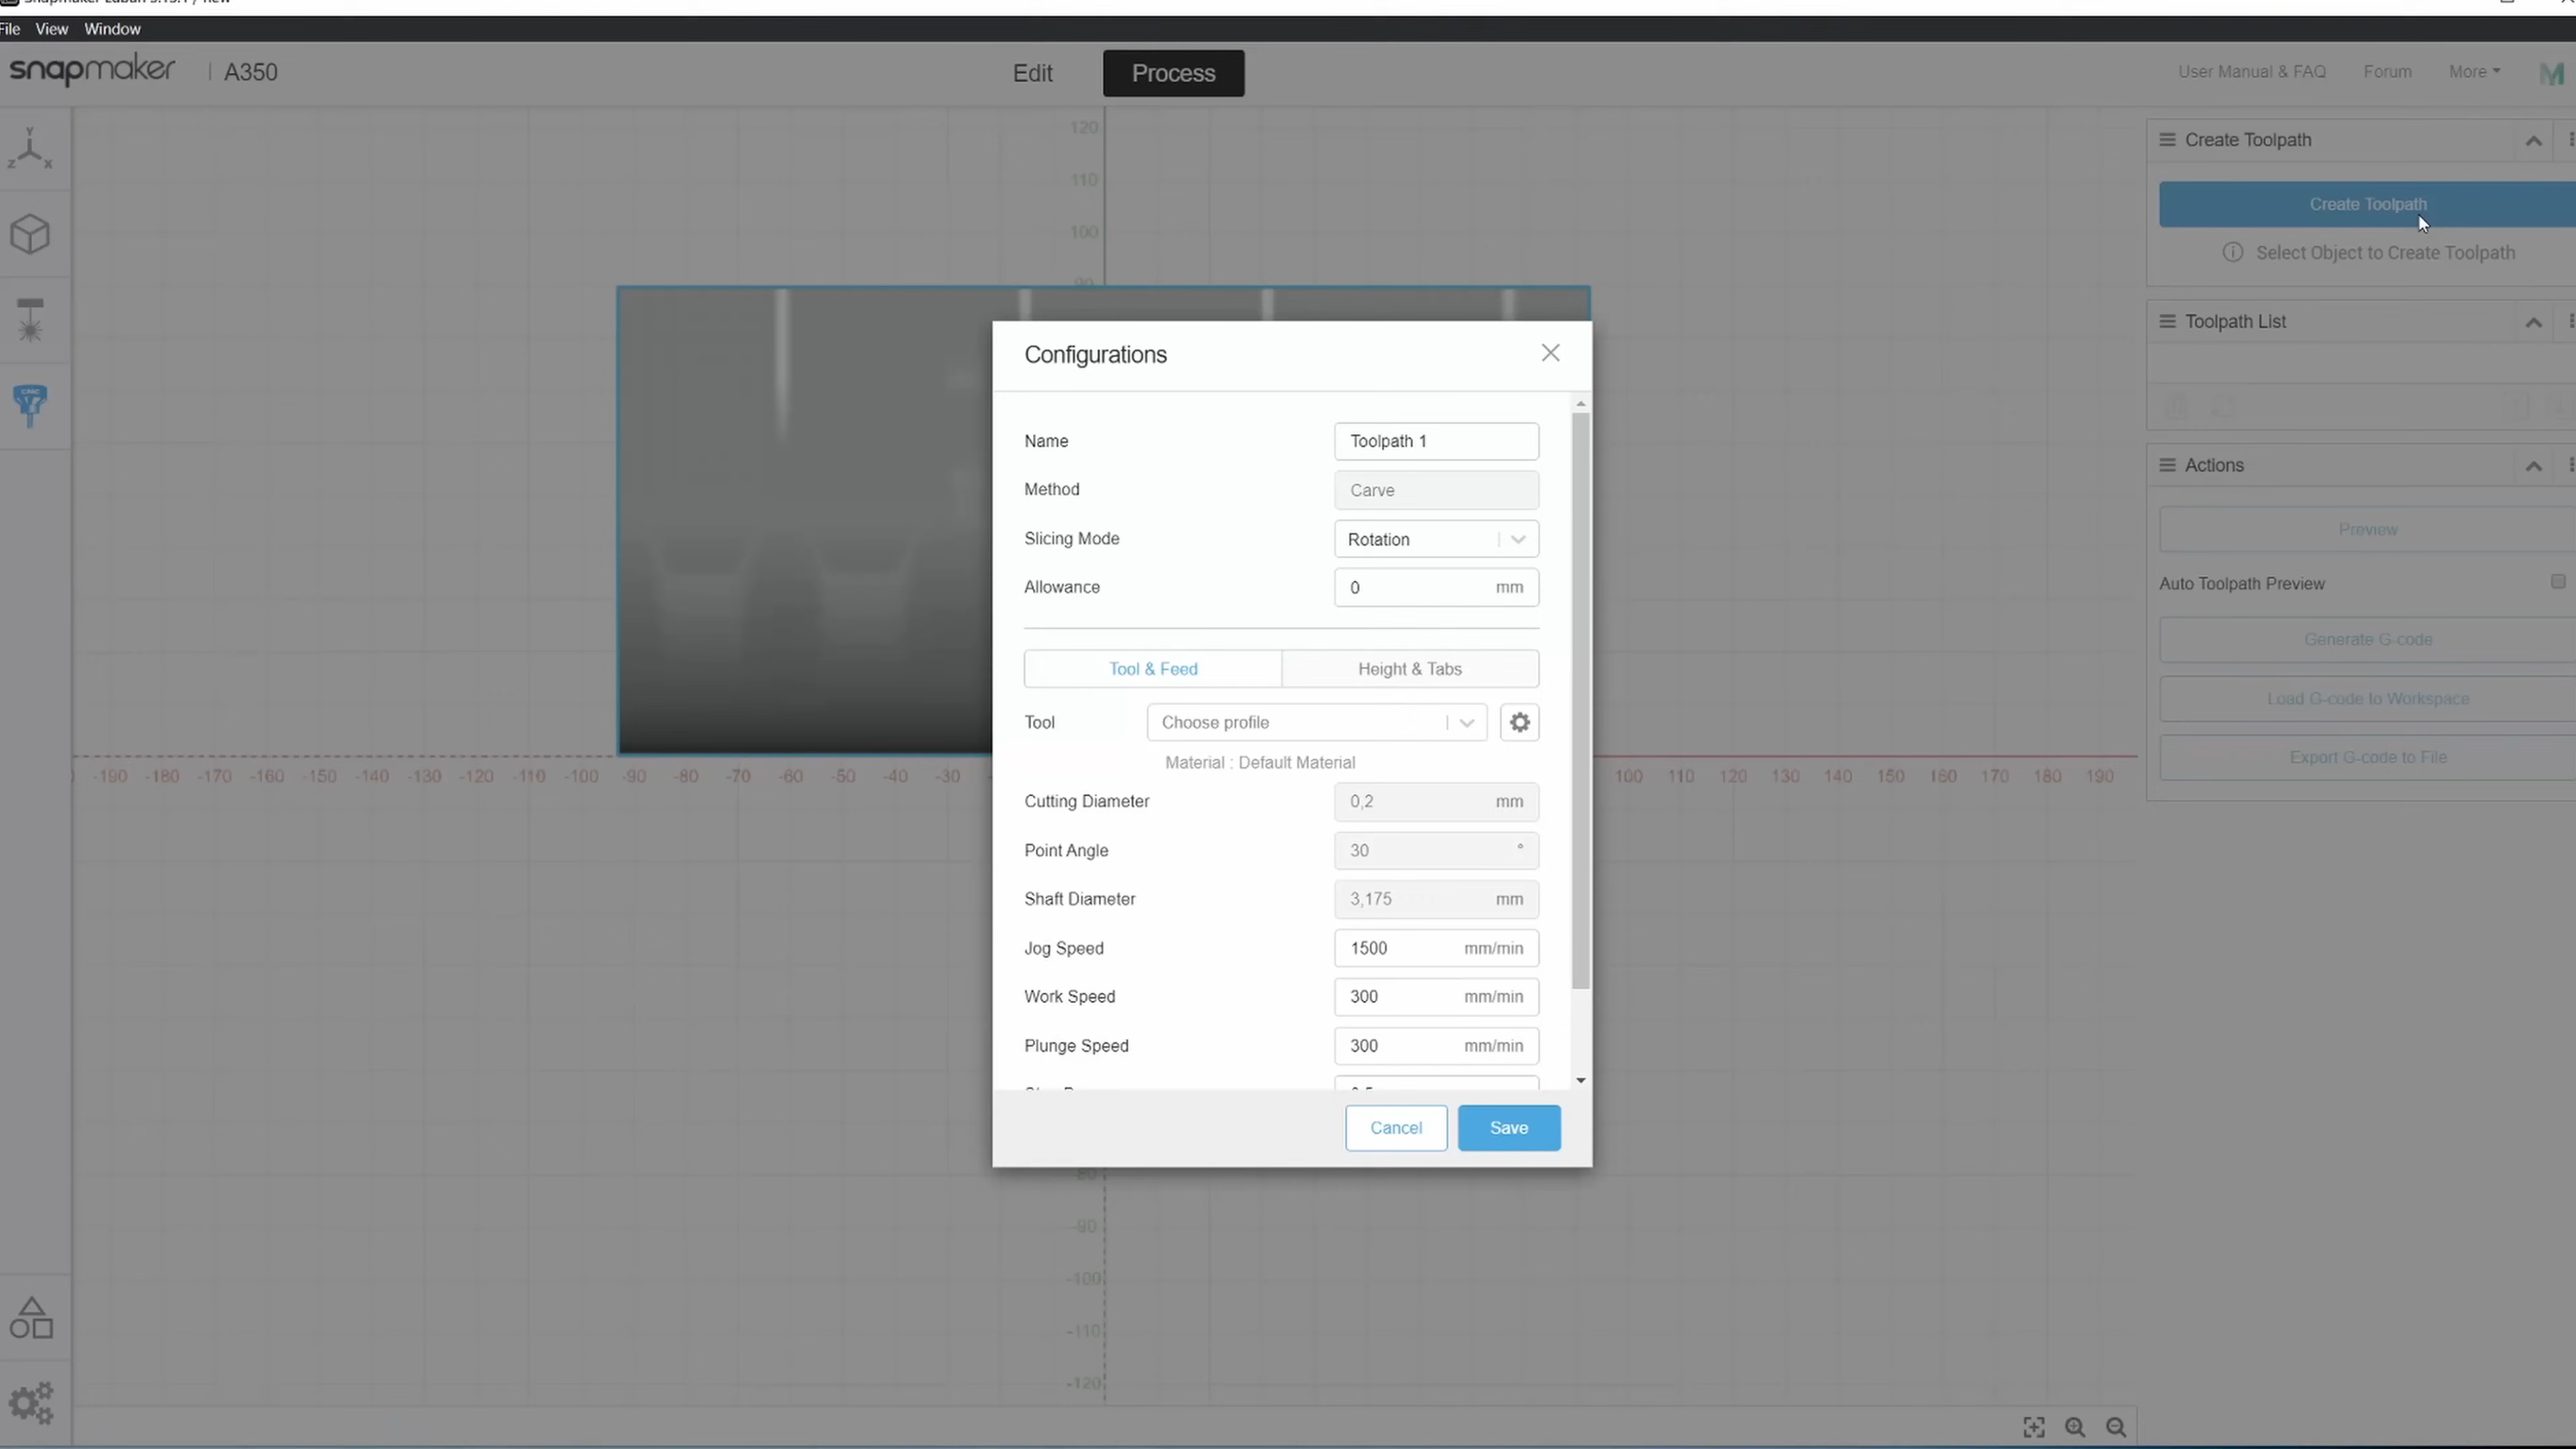 File View Window
snapmaker | A350
Edit
Process
User Manual & FAQ
Forum
More
Y
Z X
CNC
120
110
100
90
Create Toolpath
Create Toolpath
Select Object to Create Toolpath
Toolpath List
Actions
Preview
Auto Toolpath Preview
Generate G-code
Load G-code to Workspace
Export G-code to File
Configurations
Name Toolpath 1
Method Carve
Slicing Mode Rotation
Allowance 0 mm
Tool & Feed
Height & Tabs
Tool Choose profile
Material : Default Material
Cutting Diameter 0,2 mm
Point Angle 30 °
Shaft Diameter 3,175 mm
Jog Speed 1500 mm/min
Work Speed 300 mm/min
Plunge Speed 300 mm/min
Cancel
Save
-190 -180 -170 -160 -150 -140 -130 -120 -110 -100 -90 -80 -70 -60 -50 -40 -30
100 110 120 130 140 150 160 170 180 190
-90
-100
-110
-120